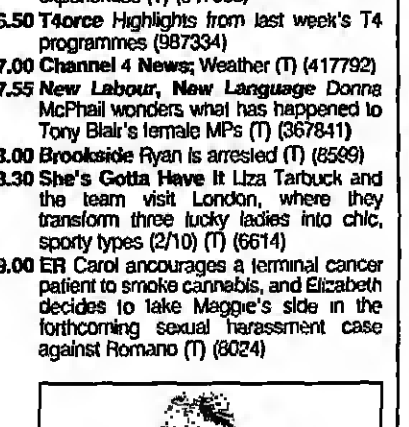 6.50 T4orce Highlights from last week's T4
programmes (987334)
7.00 Channel 4 News; Weather (T) (417792)
7.55 New Labour, New Language Donna
McPhail wonders what has happened to
Tony Blair's female MPs (T) (367841)
8.00 Brookside Ryan is arrested (T) (8599)
8.30 She's Gotta Have It Liza Tarbuck and
the team visit London, where they
transform three lucky ladies into chic,
sporty types (2/10) (T) (6614)
9.00 ER Carol ancourages a terminal cancer
patient to smoke cannabis, and Elizabeth
decides to take Maggie's side in the
forthcoming sexual harassment case
against Romano (T) (8024)